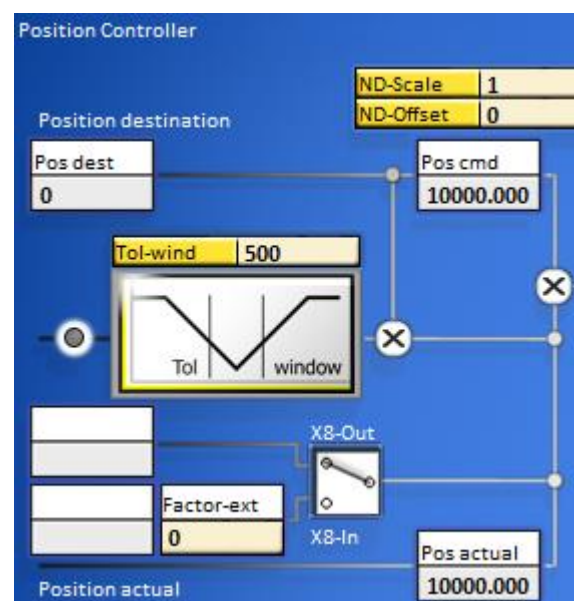 Position Controller
ND-Scale 1
ND-Offset 0
Position destination
Pos dest
0
Pos cmd
10000.000
Tol-wind 500
Tol window
X8-Out
Factor-ext
0
X8-In
Pos actual
10000.000
Position actual